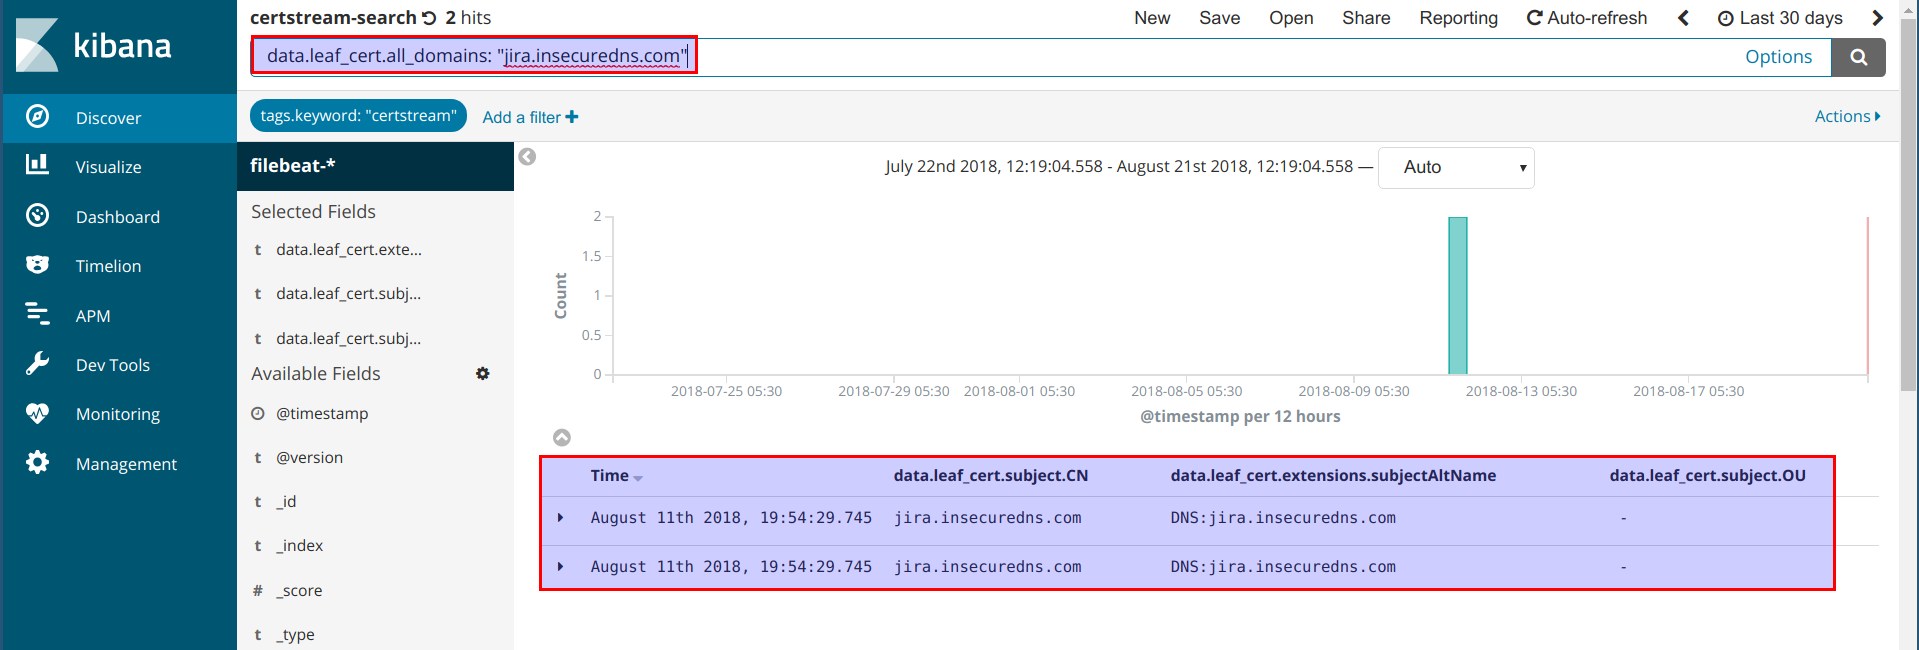 kibana
Discover
Visualize
Dashboard
Timelion
APM
Dev Tools
Monitoring
Management
certstream-search 2 hits
New Save Open Share Reporting Auto-refresh Last 30 days
data.leaf_cert.all_domains: "jira.insecuredns.com"
Options
tags.keyword: "certstream" Add a filter
Actions
filebeat-*
Selected Fields
t data.leaf_cert.exte...
t data.leaf_cert.subj...
t data.leaf_cert.subj...
Available Fields
@timestamp
t @version
t _id
t _index
# _score
t _type
July 22nd 2018, 12:19:04.558 - August 21st 2018, 12:19:04.558 — Auto
Count
2
1.5
1
0.5
0
2018-07-25 05:30 2018-07-29 05:30 2018-08-01 05:30 2018-08-05 05:30 2018-08-09 05:30 2018-08-13 05:30 2018-08-17 05:30
@timestamp per 12 hours
Time data.leaf_cert.subject.CN data.leaf_cert.extensions.subjectAltName data.leaf_cert.subject.OU
August 11th 2018, 19:54:29.745 jira.insecuredns.com DNS:jira.insecuredns.com -
August 11th 2018, 19:54:29.745 jira.insecuredns.com DNS:jira.insecuredns.com -